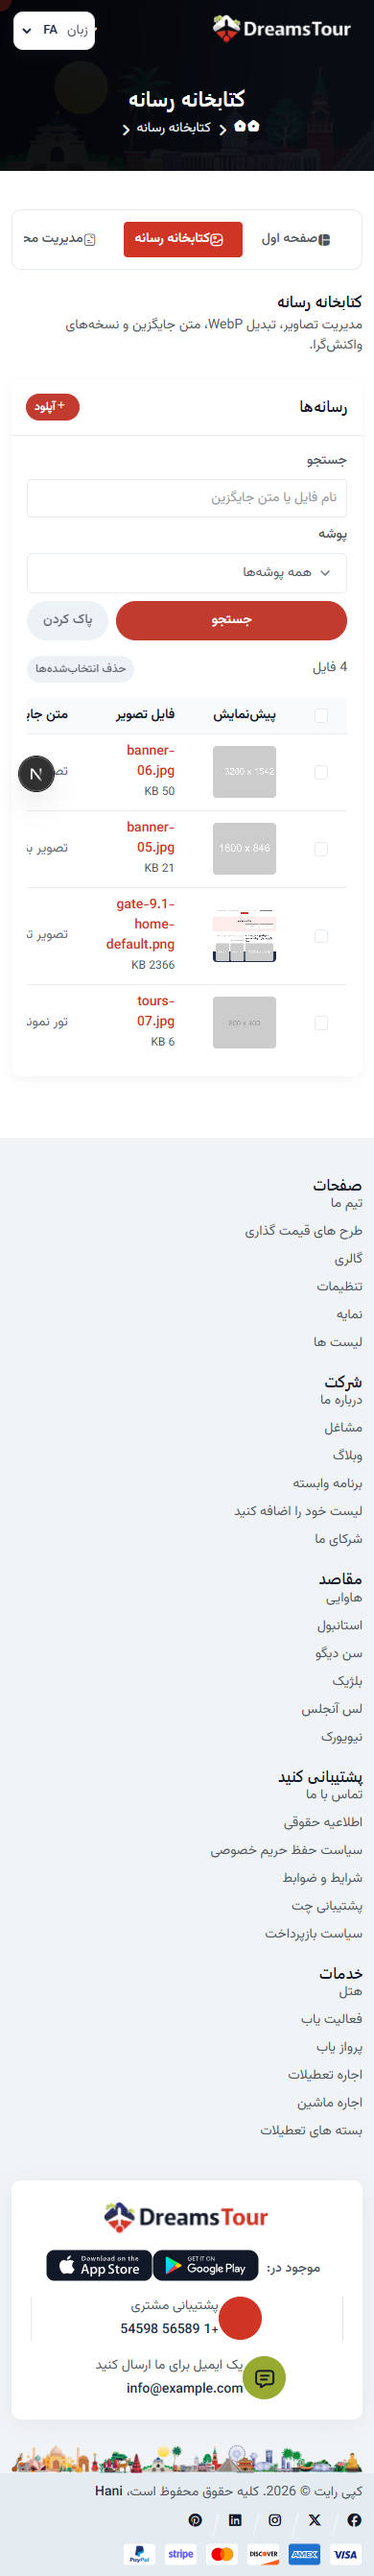 DreamsTour
زبان FA
کتابخانه رسانه
کتابخانه رسانه
صفحه اول
کتابخانه رسانه
مدیریت مح
کتابخانه رسانه
مدیریت تصاویر، تبدیل WebP، متن جایگزین و نسخه‌های
واکنش‌گرا.
رسانه‌ها
+ آپلود
جستجو
نام فایل یا متن جایگزین
پوشه
همه پوشه‌ها
جستجو
پاک کردن
4 فایل
حذف انتخاب‌شده‌ها
پیش‌نمایش
فایل تصویر
متن جای
3200 x 1542
banner-
06.jpg
50 KB
N
1600 x 846
banner-
05.jpg
21 KB
تصویر بن
gate-9.1-
home-
default.png
2366 KB
تصویر
600 x 400
tours-
07.jpg
6 KB
تور نمون
صفحات
تیم ما
طرح های قیمت گذاری
گالری
تنظیمات
نمایه
لیست ها
شرکت
درباره ما
مشاغل
وبلاگ
برنامه وابسته
لیست خود را اضافه کنید
شرکای ما
مقاصد
هاوایی
استانبول
سن دیگو
بلژیک
لس آنجلس
نیویورک
پشتیبانی کنید
تماس با ما
اطلاعیه حقوقی
سیاست حفظ حریم خصوصی
شرایط و ضوابط
پشتیبانی چت
سیاست بازپرداخت
خدمات
هتل
فعالیت یاب
پرواز یاب
اجاره تعطیلات
اجاره ماشین
بسته های تعطیلات
DreamsTour
موجود در:
GET IT ON
Google Play
Download on the
App Store
پشتیبانی مشتری
+1 56589 54598
یک ایمیل برای ما ارسال کنید
info@example.com
کپی رایت © 2026. کلیه حقوق محفوظ است، Hani
VISA
AMEX
DISCOVER
stripe
PayPal